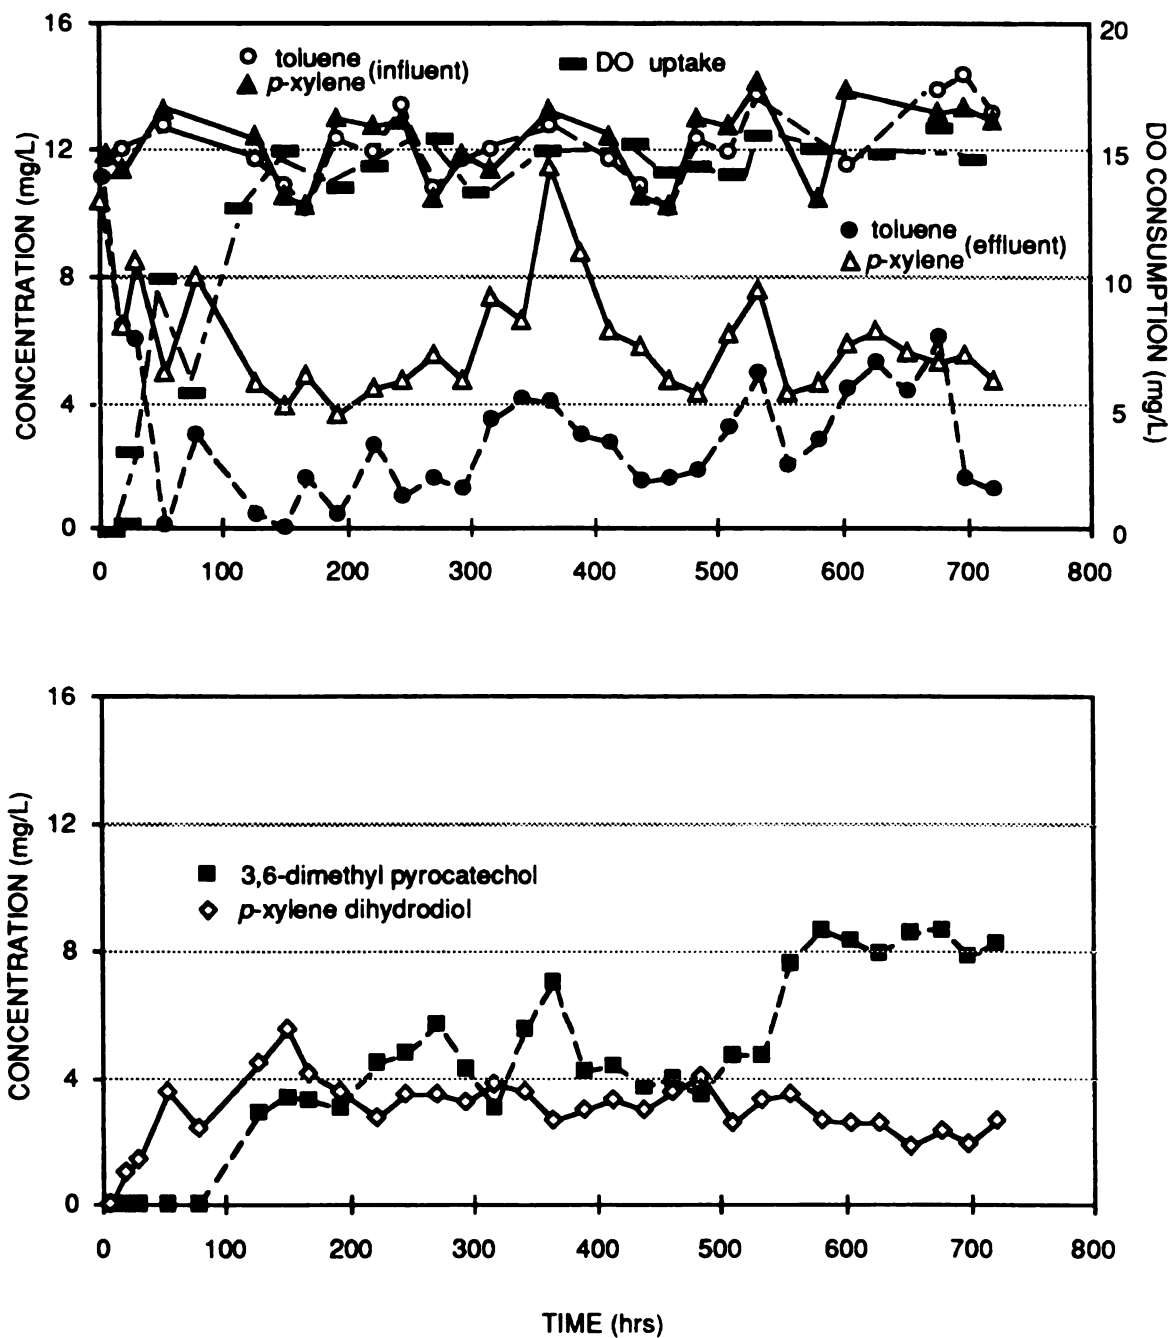 16
20
toluene
p-xylene (influent)
DO uptake
12
15
toluene
p-xylene (effluent)
8
10
4
5
0
0
CONCENTRATION (mg/L)
DO CONSUMPTION (mg/L)
0 100 200 300 400 500 600 700 800
16
12
3,6-dimethyl pyrocatechol
p-xylene dihydrodiol
8
4
0
CONCENTRATION (mg/L)
0 100 200 300 400 500 600 700 800
TIME (hrs)